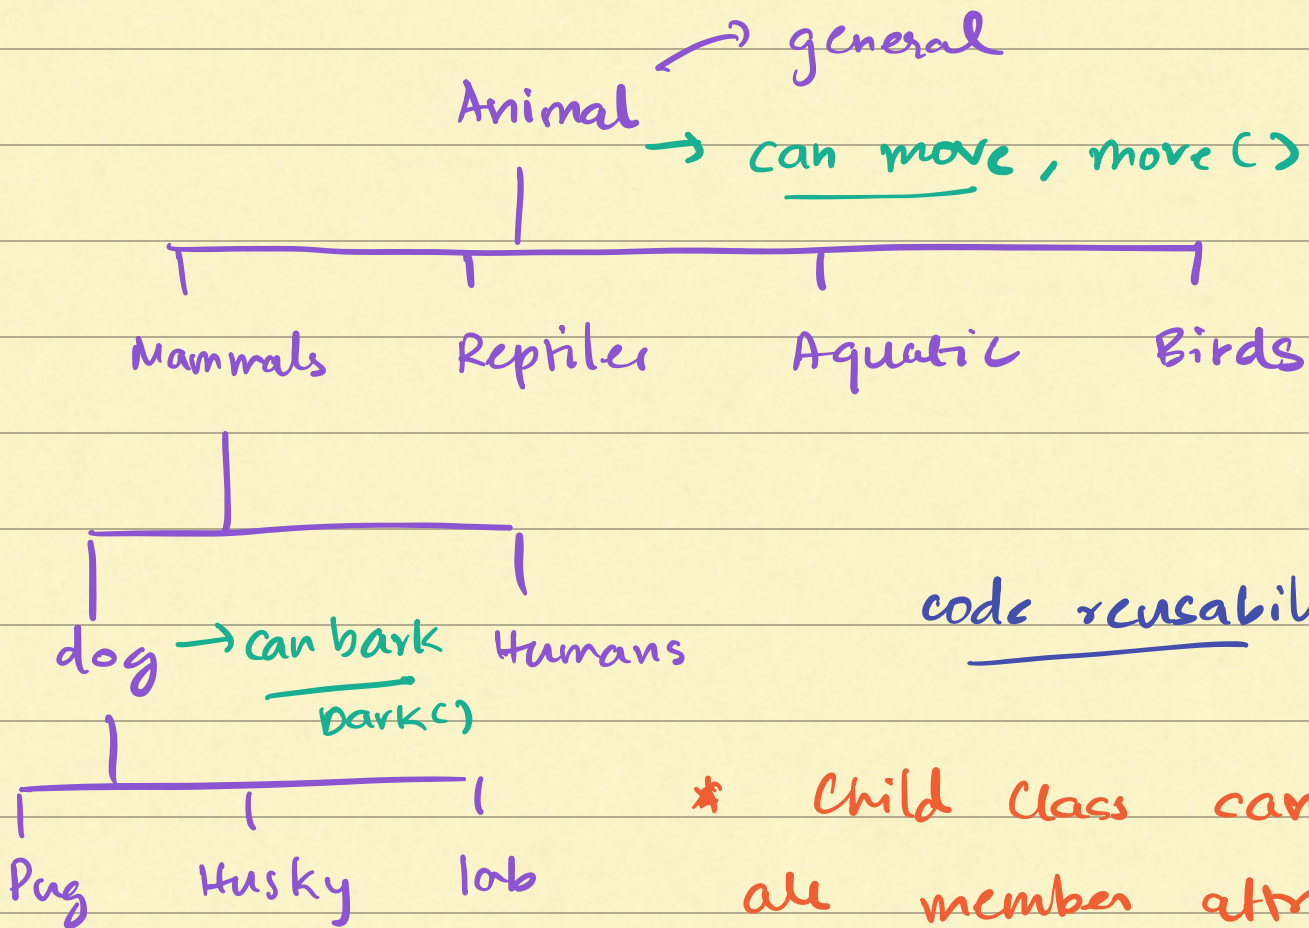 general
Animal
→ can move, move()
Mammals Reptiles Aquatic Birds
dog → can bark Humans
bark()
code reusabil
* Child Class can
Pug Husky lab
all member attr